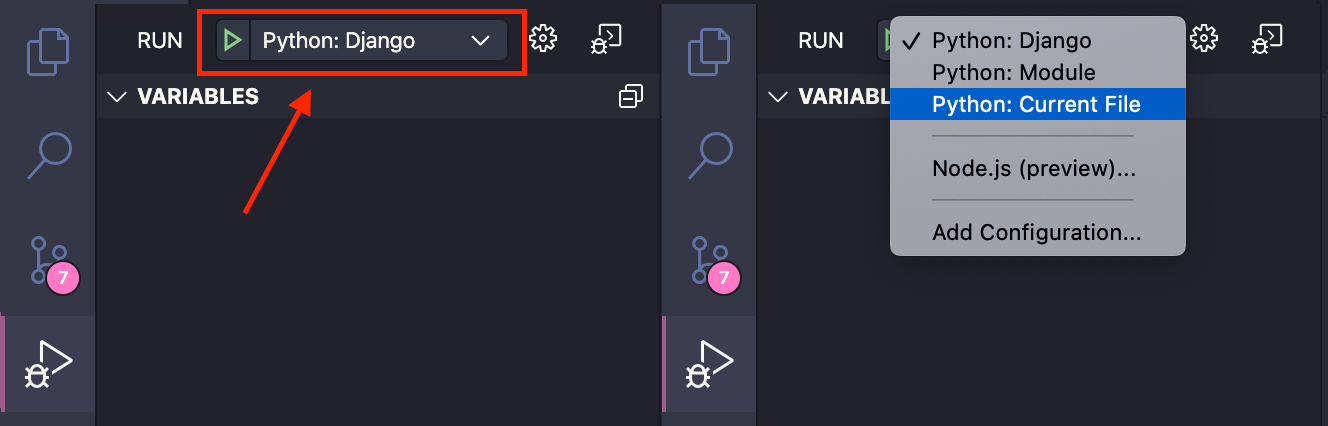 RUN Python: Django
VARIABLES
7
RUN
Python: Django
Python: Module
VARIABL
Python: Current File
Node.js (preview)...
Add Configuration...
7